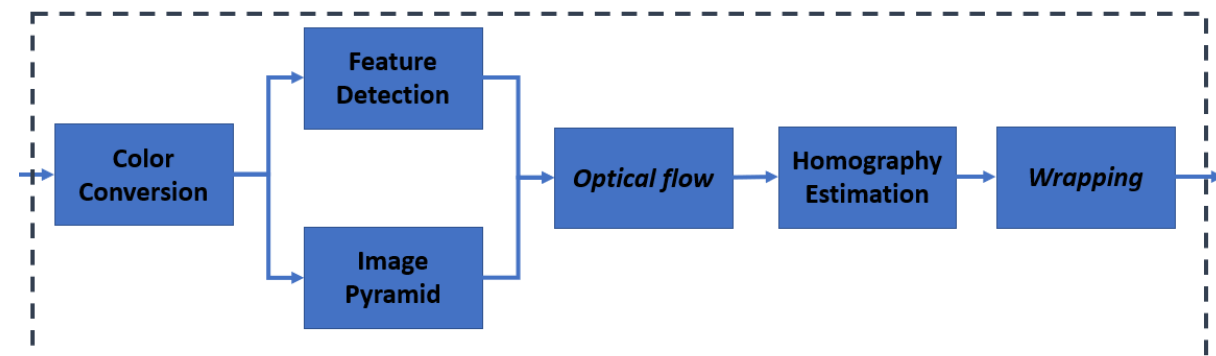 Feature
Detection
Color
Conversion
Optical flow
Homography
Estimation
Wrapping
Image
Pyramid